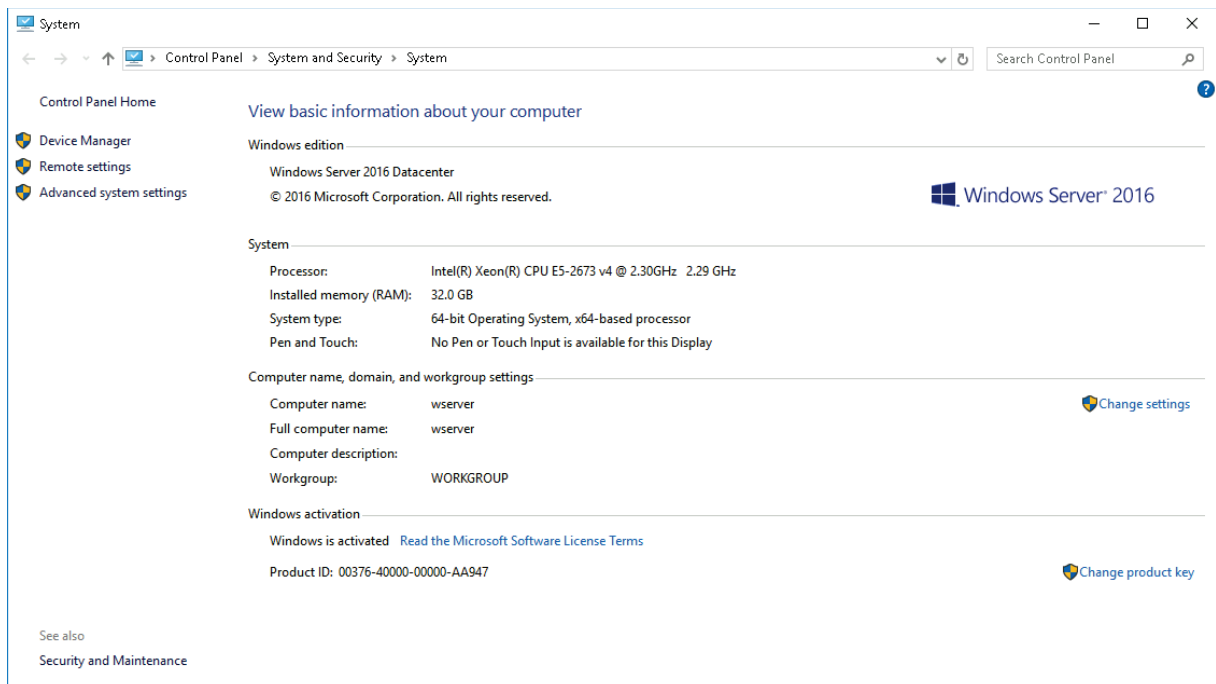 System
Control Panel > System and Security > System
Search Control Panel
Control Panel Home
Device Manager
Remote settings
Advanced system settings
View basic information about your computer
Windows edition
Windows Server 2016 Datacenter
© 2016 Microsoft Corporation. All rights reserved.
Windows Server® 2016
System
Processor: Intel(R) Xeon(R) CPU E5-2673 v4 @ 2.30GHz 2.29 GHz
Installed memory (RAM): 32.0 GB
System type: 64-bit Operating System, x64-based processor
Pen and Touch: No Pen or Touch Input is available for this Display
Computer name, domain, and workgroup settings
Computer name: wserver
Change settings
Full computer name: wserver
Computer description:
Workgroup: WORKGROUP
Windows activation
Windows is activated Read the Microsoft Software License Terms
Product ID: 00376-40000-00000-AA947
Change product key
See also
Security and Maintenance